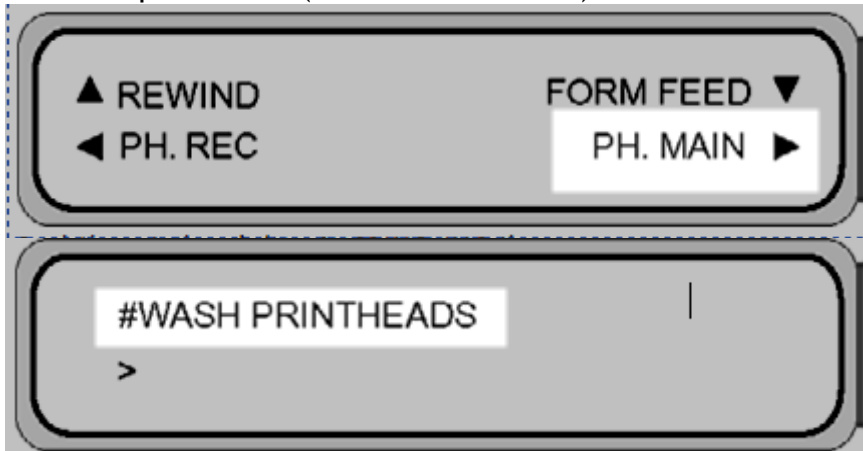 ▲ REWIND FORM FEED ▼
◀ PH. REC PH. MAIN ▶
#WASH PRINTHEADS
>